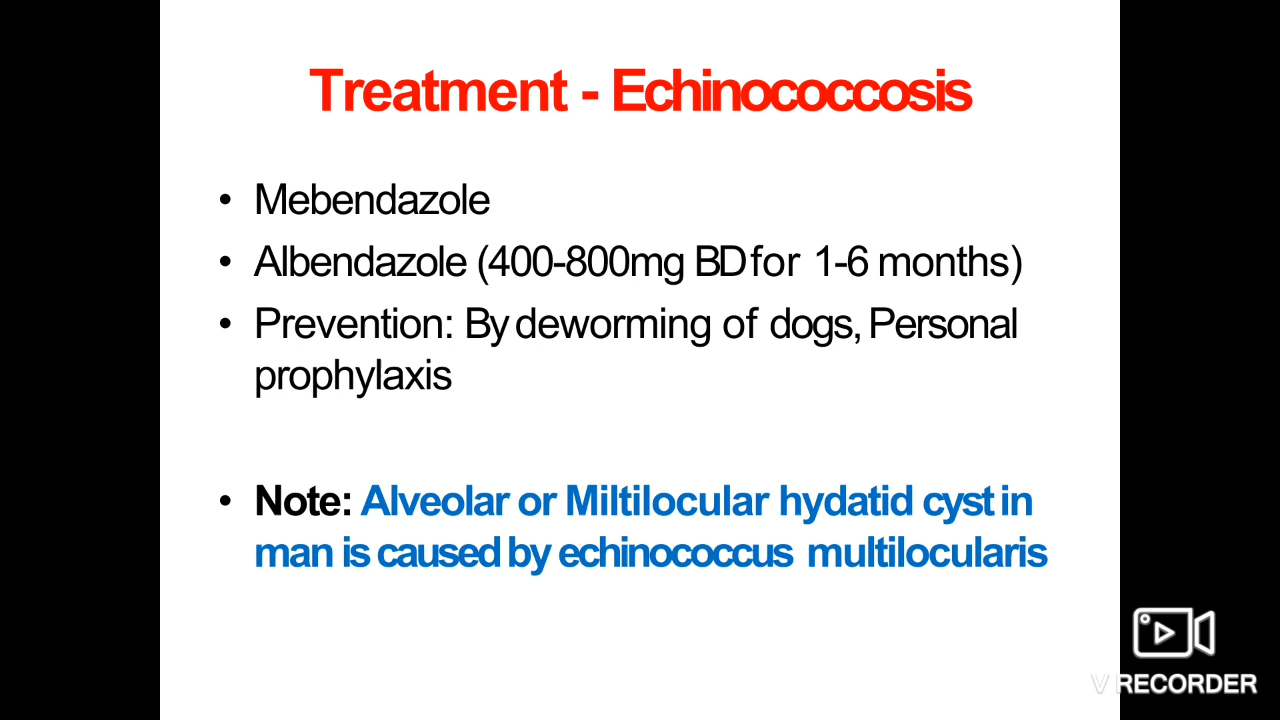 Treatment - Echinococcosis
• Mebendazole
• Albendazole (400-800mg BD for 1-6 months)
• Prevention: By deworming of dogs, Personal
prophylaxis
• Note: Alveolar or Miltilocular hydatid cyst in
man is caused by echinococcus multilocularis
V RECORDER